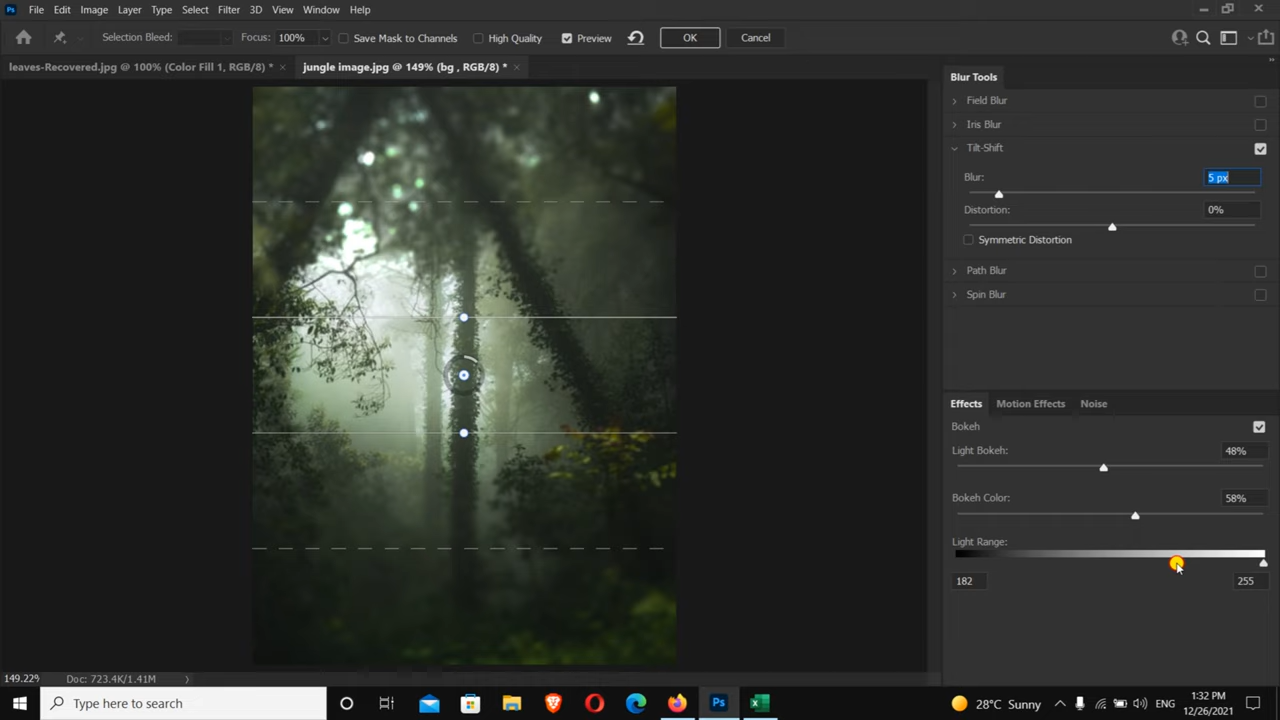 Ps File Edit Image Layer Type Select Filter 3D View Window Help
Selection Bleed: Focus: 100% Save Mask to Channels High Quality Preview OK Cancel
leaves-Recovered.jpg @ 100% (Color Fill 1, RGB/8) * × jungle image.jpg @ 149% (bg , RGB/8) * ×
Blur Tools
Field Blur
Iris Blur
Tilt-Shift
Blur: 5 px
Distortion: 0%
Symmetric Distortion
Path Blur
Spin Blur
Effects Motion Effects Noise
Bokeh
Light Bokeh: 48%
Bokeh Color: 58%
Light Range:
182 255
149.22% Doc: 723.4K/1.41M
Type here to search
Ps
28°C Sunny
ENG
1:32 PM
12/26/2021